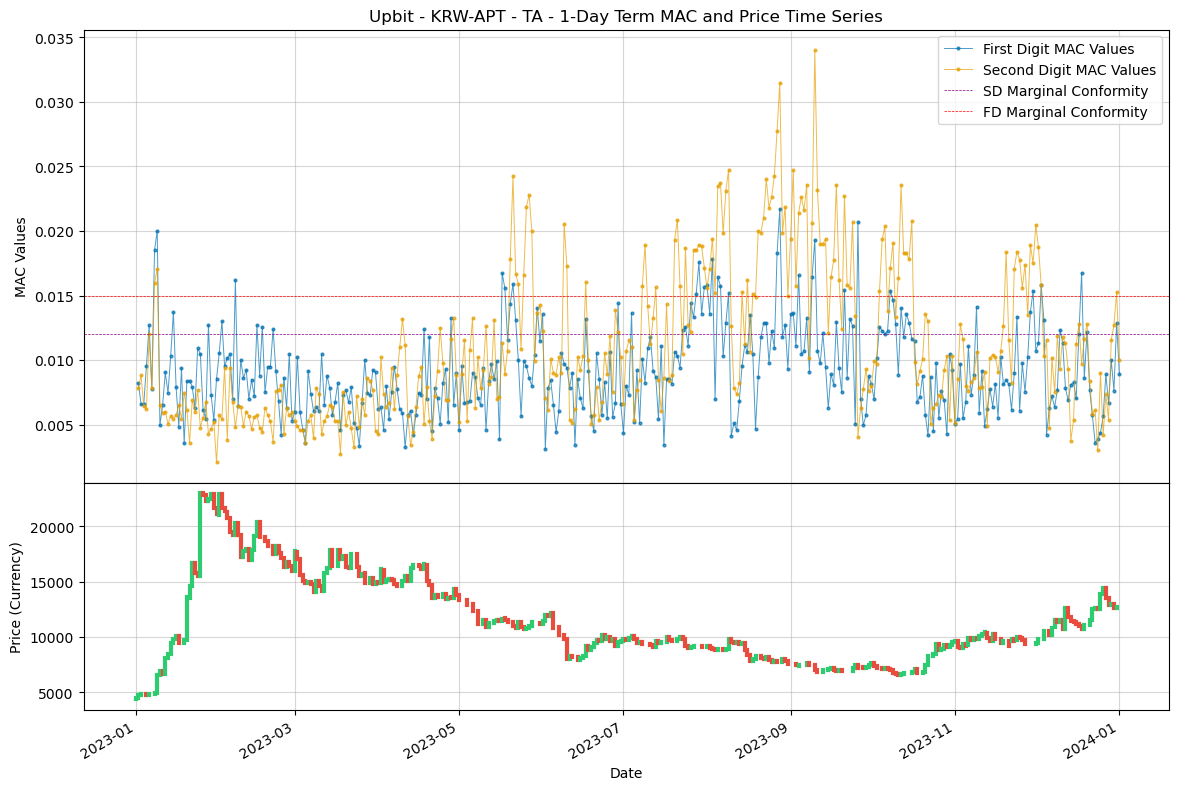 Upbit - KRW-APT - TA - 1-Day Term MAC and Price Time Series
0.035
0.030
0.025
0.020
0.015
0.010
0.005
MAC Values
First Digit MAC Values
Second Digit MAC Values
SD Marginal Conformity
FD Marginal Conformity
20000
15000
10000
5000
Price (Currency)
2023-01
2023-03
2023-05
2023-07
2023-09
2023-11
2024-01
Date